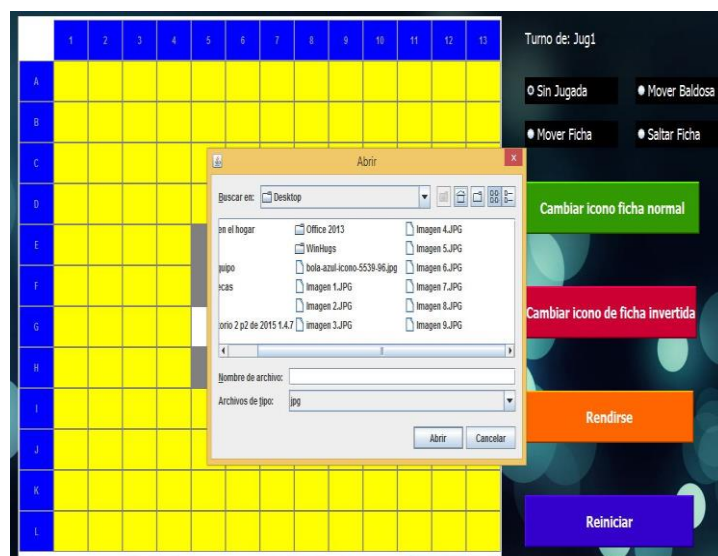 1 2 3 4 5 6 7 8 9 10 11 12 13
A
B
C
D
E
F
G
H
I
J
K
L
Turno de: Jug1
Sin Jugada
Mover Baldosa
Mover Ficha
Saltar Ficha
Cambiar icono ficha normal
Cambiar icono de ficha invertida
Rendirse
Reiniciar
Abrir
Buscar en: Desktop
en el hogar
quipo
ecas
torio 2 p2 de 2015 1.4.7
Office 2013
WinHugs
bola-azul-icono-5539-96.jpg
Imagen 1.JPG
Imagen 2.JPG
imagen 3.JPG
Imagen 4.JPG
Imagen 5.JPG
Imagen 6.JPG
Imagen 7.JPG
Imagen 8.JPG
Imagen 9.JPG
Nombre de archivo:
Archivos de tipo: jpg
Abrir Cancelar